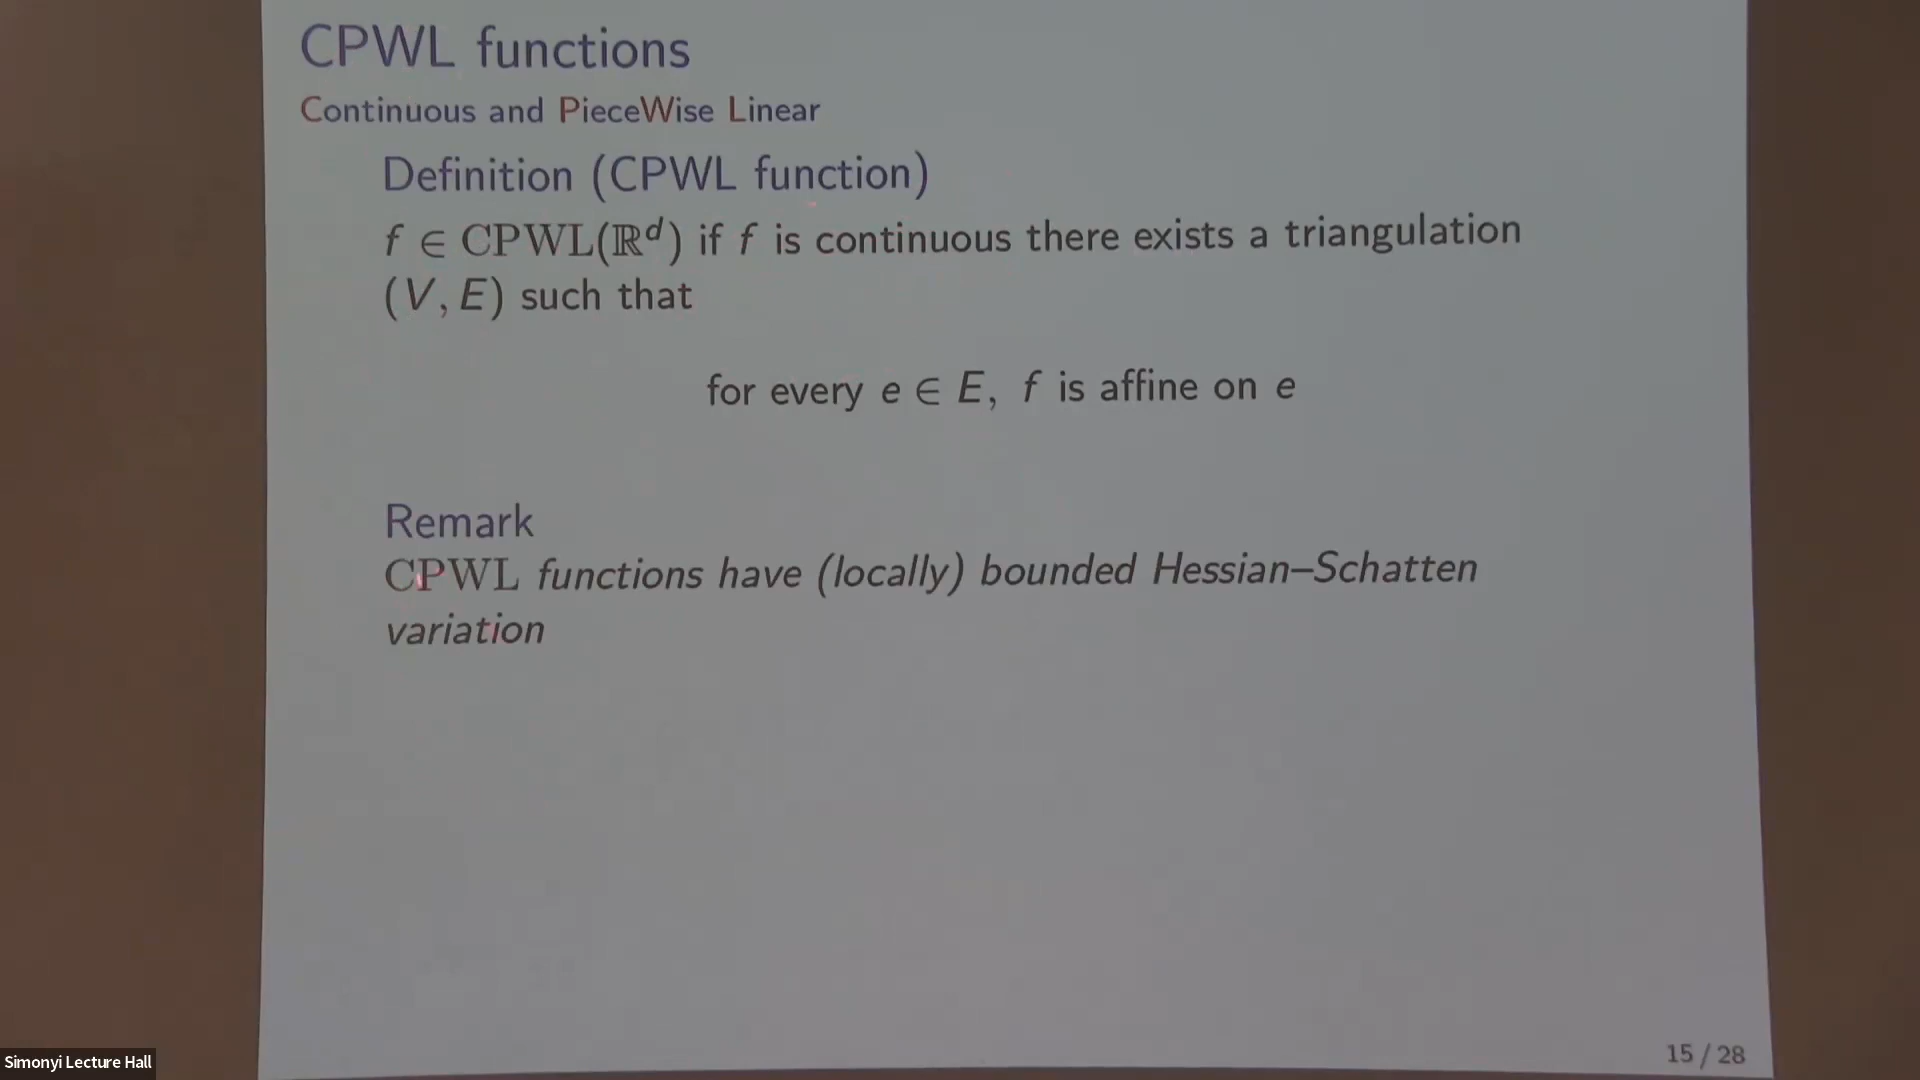 CPWL functions
Continuous and PieceWise Linear
Definition (CPWL function)
f ∈ CPWL(ℝᵈ) if f is continuous there exists a triangulation
(V, E) such that
for every e ∈ E, f is affine on e
Remark
CPWL functions have (locally) bounded Hessian–Schatten
variation
15 / 28
Simonyi Lecture Hall